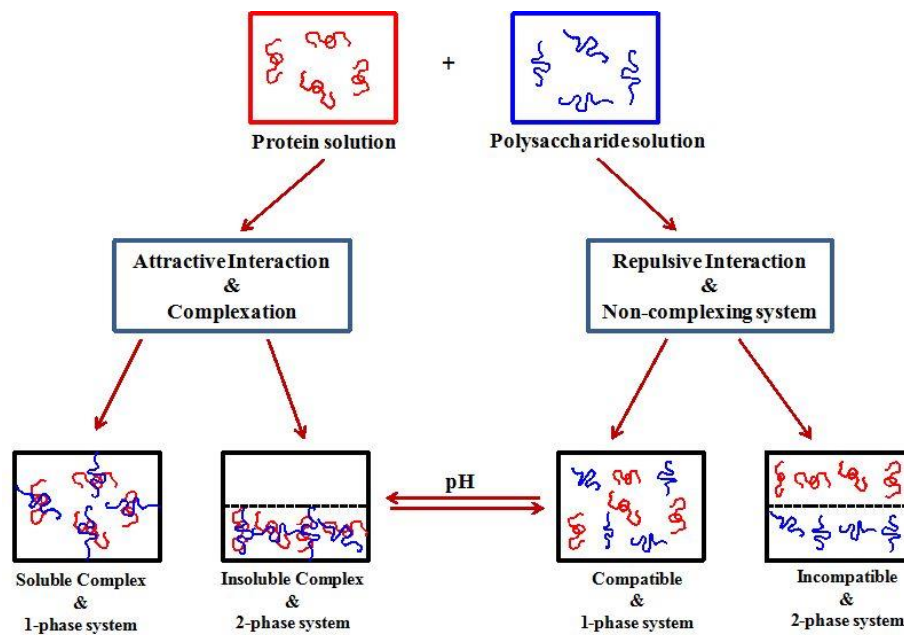 +
Protein solution
Polysaccharide solution
Attractive Interaction
&
Complexation
Repulsive Interaction
&
Non-complexing system
pH
Soluble Complex
&
1-phase system
Insoluble Complex
&
2-phase system
Compatible
&
1-phase system
Incompatible
&
2-phase system